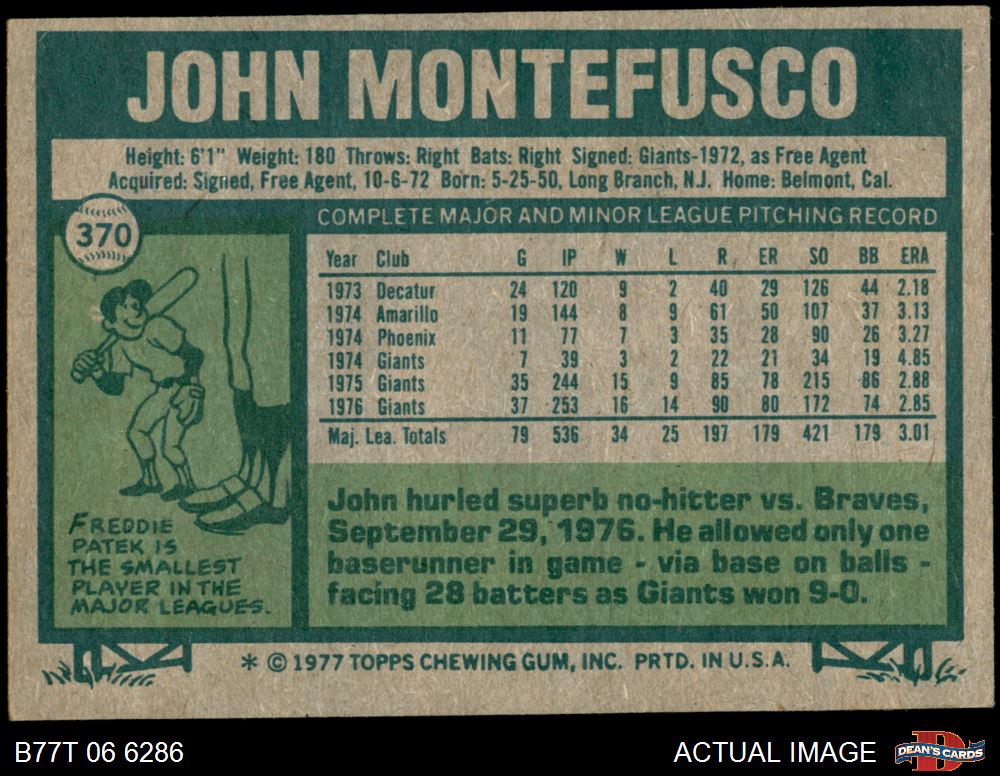 JOHN MONTEFUSCO
Height: 6'1" Weight: 180 Throws: Right Bats: Right Signed: Giants-1972, as Free Agent
Acquired: Signed, Free Agent, 10-6-72 Born: 5-25-50, Long Branch, N.J. Home: Belmont, Cal.
370
COMPLETE MAJOR AND MINOR LEAGUE PITCHING RECORD
Year Club G IP W L R ER SO BB ERA
1973 Decatur 24 120 9 2 40 29 126 44 2.18
1974 Amarillo 19 144 8 9 61 50 107 37 3.13
1974 Phoenix 11 77 7 3 35 28 90 26 3.27
1974 Giants 7 39 3 2 22 21 34 19 4.85
1975 Giants 35 244 15 9 85 78 215 86 2.88
1976 Giants 37 253 16 14 90 80 172 74 2.85
Maj. Lea. Totals 79 536 34 25 197 179 421 179 3.01
FREDDIE
PATEK IS
THE SMALLEST
PLAYER IN THE
MAJOR LEAGUES.
John hurled superb no-hitter vs. Braves,
September 29, 1976. He allowed only one
baserunner in game - via base on balls -
facing 28 batters as Giants won 9-0.
* © 1977 TOPPS CHEWING GUM, INC. PRTD. IN U.S.A.
B77T 06 6286
ACTUAL IMAGE
DEAN'S CARDS